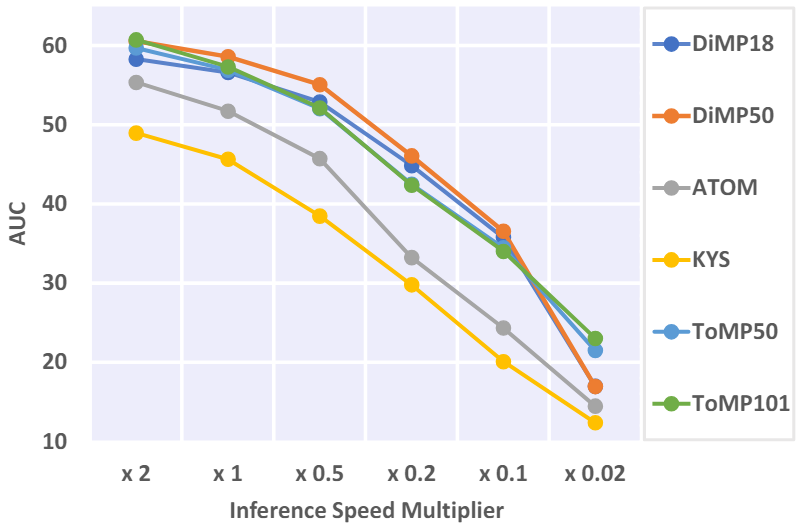 60
50
40
30
20
10
AUC
x 2
x 1
x 0.5
x 0.2
x 0.1
x 0.02
Inference Speed Multiplier
DiMP18
DiMP50
ATOM
KYS
ToMP50
ToMP101